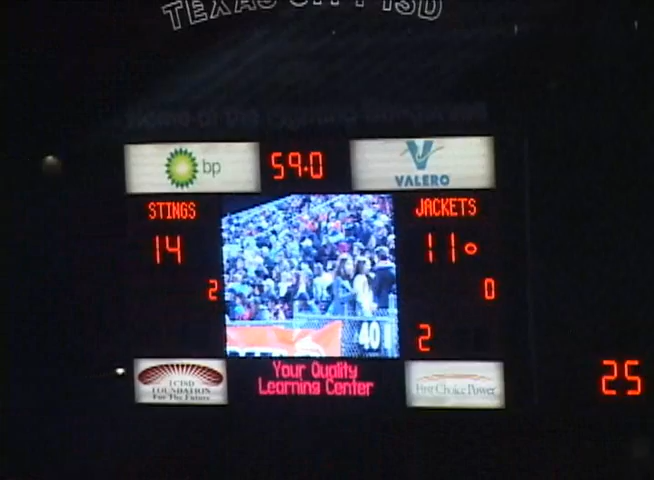 TEXAS CITY ISD
bp
59.0
VALERO
STINGS
JACKETS
14
11
2
0
2
40
TCISD
FOUNDATION
For The Future
Your Quality
Learning Center
First Choice Power
25